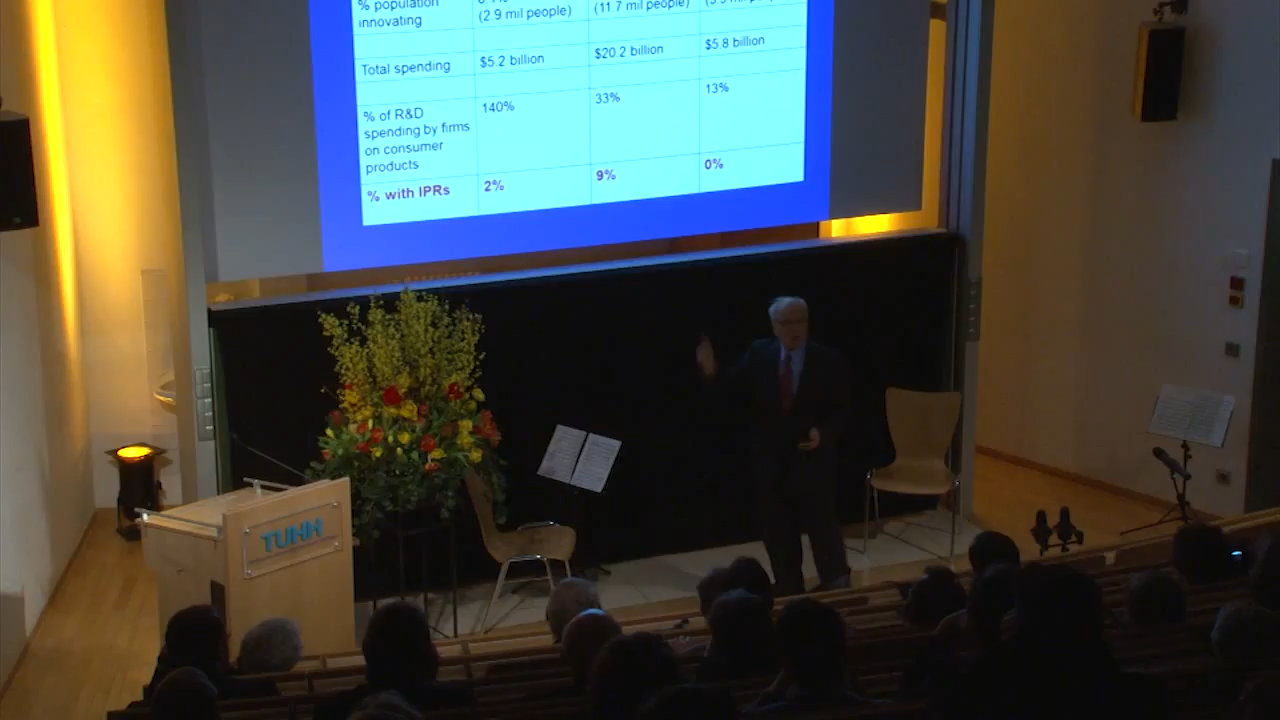 % population
innovating
(2.9 mil people)
(11.7 mil people)
Total spending
$5.2 billion
$20.2 billion
$5.8 billion
% of R&D
spending by firms
on consumer
products
140%
33%
13%
% with IPRs
2%
9%
0%
TUHH